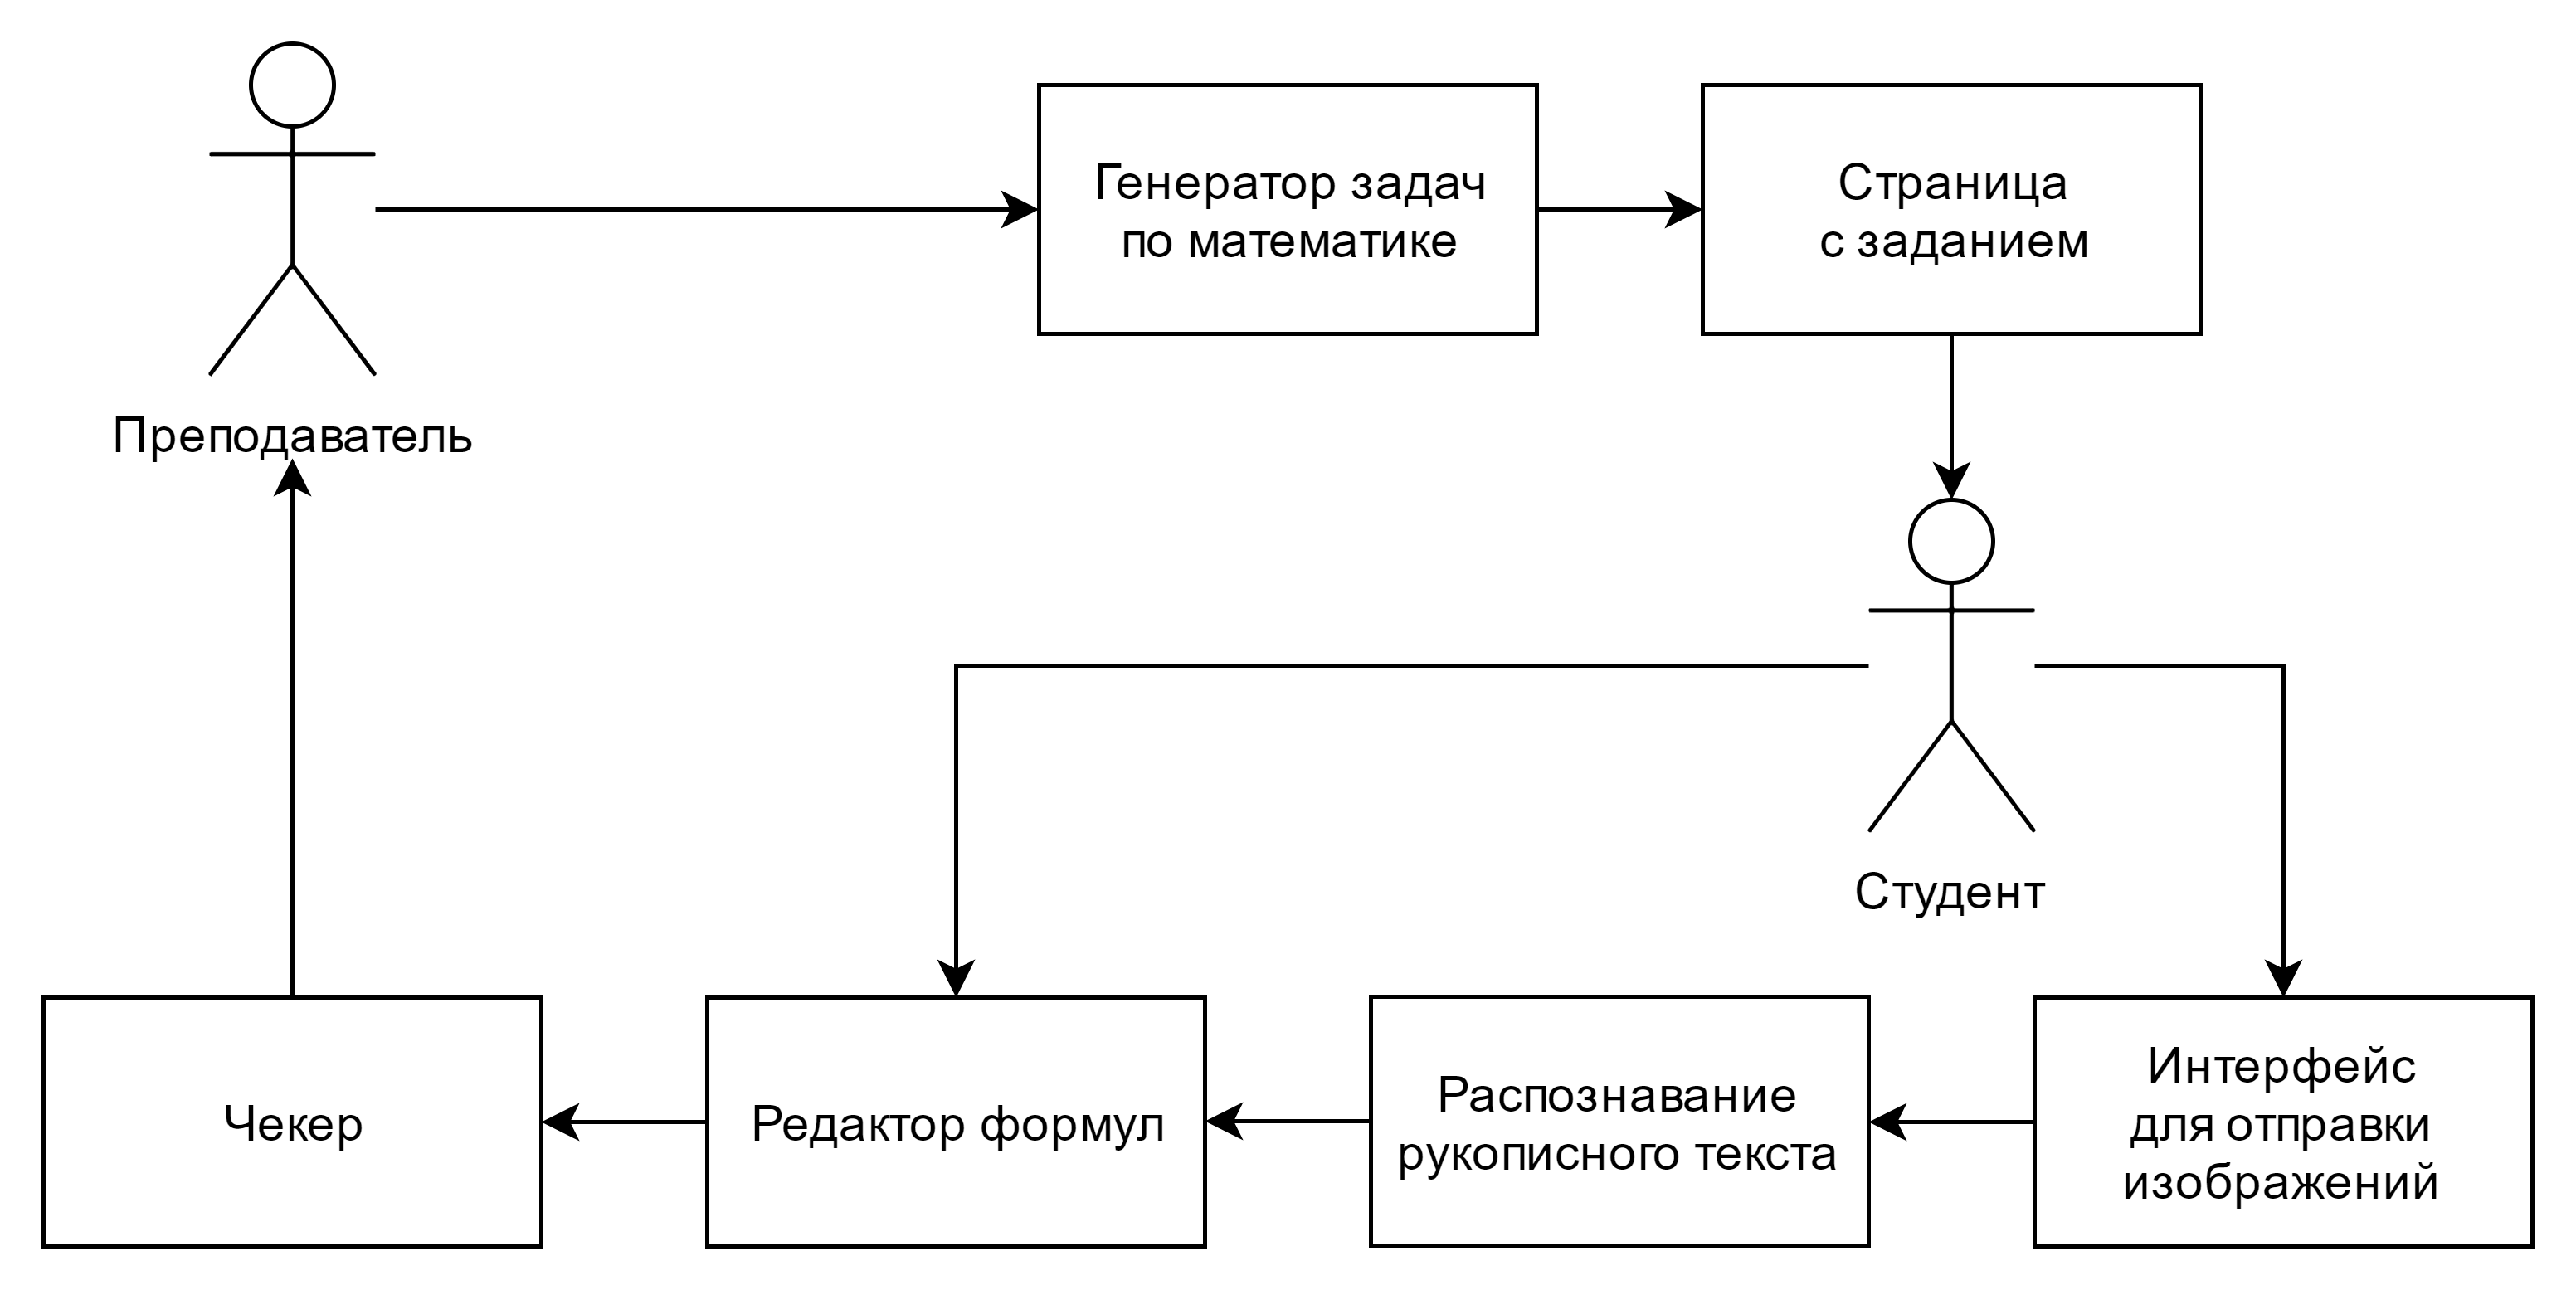 Генератор задач
по математике
Страница
с заданием
Преподаватель
Студент
Чекер
Редактор формул
Распознавание
рукописного текста
Интерфейс
для отправки
изображений